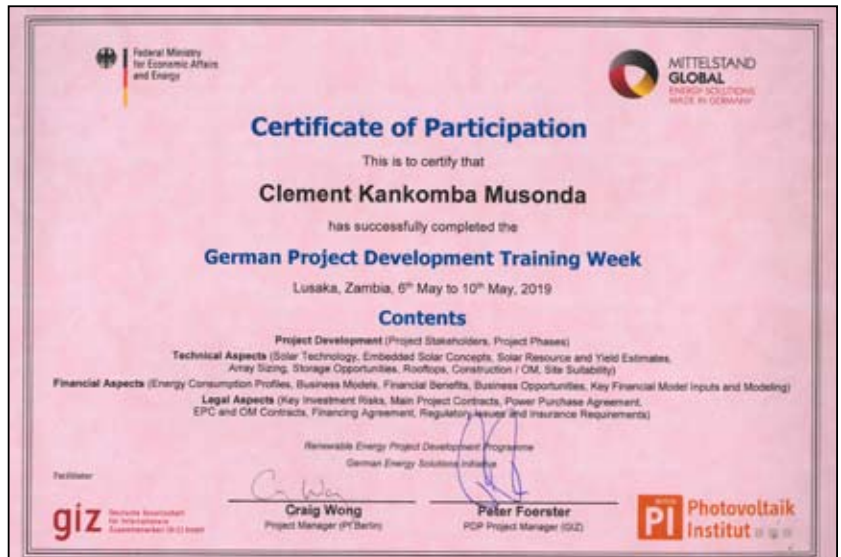 Federal Ministry
for Economic Affairs
and Energy
MITTELSTAND
GLOBAL
ENERGY SOLUTIONS
MADE IN GERMANY
Certificate of Participation
This is to certify that
Clement Kankomba Musonda
has successfully completed the
German Project Development Training Week
Lusaka, Zambia, 6th May to 10th May, 2019
Contents
Project Development (Project Stakeholders, Project Phases)
Technical Aspects (Solar Technology, Embedded Solar Concepts, Solar Resource and Yield Estimates,
Array Sizing, Storage Opportunities, Rooftops, Construction / OM, Site Suitability)
Financial Aspects (Energy Consumption Profiles, Business Models, Financial Benefits, Business Opportunities, Key Financial Model Inputs and Modeling)
Legal Aspects (Key Investment Risks, Main Project Contracts, Power Purchase Agreement,
EPC and OM Contracts, Financing Agreement, Regulatory Issues and Insurance Requirements)
Renewable Energy Project Development Programme
German Energy Solutions Initiative
Facilitator
giz Deutsche Gesellschaft
für Internationale
Zusammenarbeit (GIZ) GmbH
Craig Wong
Project Manager (PI Berlin)
Peter Foerster
PDP Project Manager (GIZ)
PI Photovoltaik
Institut